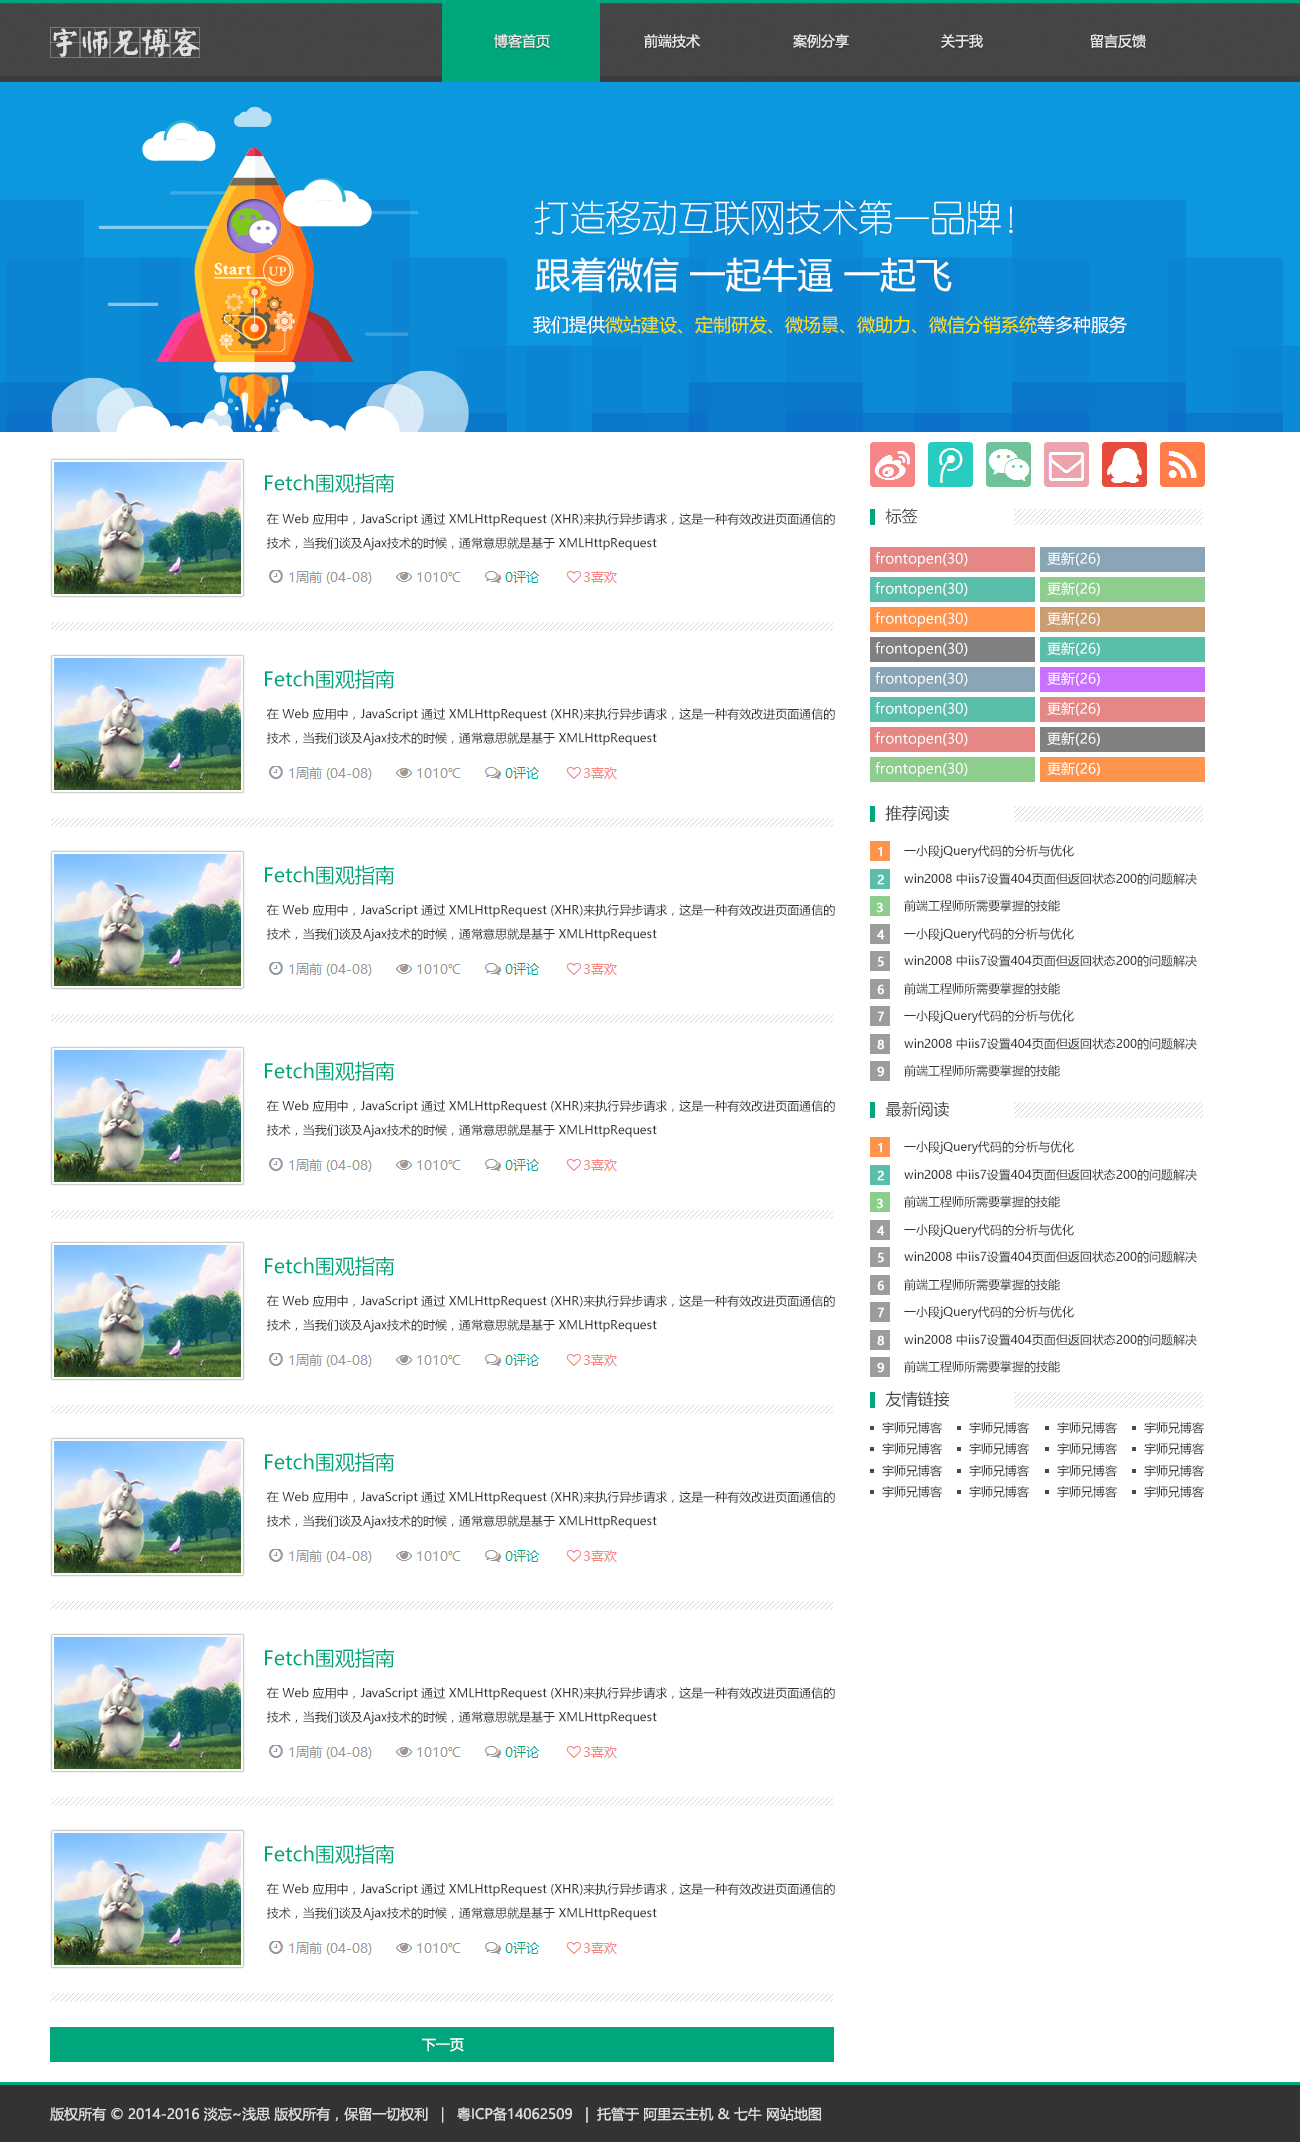 宇师兄博客
博客首页 前端技术 案例分享 关于我 留言反馈
打造移动互联网技术第一品牌!
跟着微信 一起牛逼 一起飞
我们提供微站建设、定制研发、微场景、微助力、微信分销系统等多种服务
Start UP
Fetch围观指南
在 Web 应用中，JavaScript 通过 XMLHttpRequest (XHR)来执行异步请求，这是一种有效改进页面通信的
技术，当我们谈及Ajax技术的时候，通常意思就是基于 XMLHttpRequest
1周前 (04-08) 1010℃ 0评论 3喜欢
Fetch围观指南
在 Web 应用中，JavaScript 通过 XMLHttpRequest (XHR)来执行异步请求，这是一种有效改进页面通信的
技术，当我们谈及Ajax技术的时候，通常意思就是基于 XMLHttpRequest
1周前 (04-08) 1010℃ 0评论 3喜欢
Fetch围观指南
在 Web 应用中，JavaScript 通过 XMLHttpRequest (XHR)来执行异步请求，这是一种有效改进页面通信的
技术，当我们谈及Ajax技术的时候，通常意思就是基于 XMLHttpRequest
1周前 (04-08) 1010℃ 0评论 3喜欢
Fetch围观指南
在 Web 应用中，JavaScript 通过 XMLHttpRequest (XHR)来执行异步请求，这是一种有效改进页面通信的
技术，当我们谈及Ajax技术的时候，通常意思就是基于 XMLHttpRequest
1周前 (04-08) 1010℃ 0评论 3喜欢
Fetch围观指南
在 Web 应用中，JavaScript 通过 XMLHttpRequest (XHR)来执行异步请求，这是一种有效改进页面通信的
技术，当我们谈及Ajax技术的时候，通常意思就是基于 XMLHttpRequest
1周前 (04-08) 1010℃ 0评论 3喜欢
Fetch围观指南
在 Web 应用中，JavaScript 通过 XMLHttpRequest (XHR)来执行异步请求，这是一种有效改进页面通信的
技术，当我们谈及Ajax技术的时候，通常意思就是基于 XMLHttpRequest
1周前 (04-08) 1010℃ 0评论 3喜欢
Fetch围观指南
在 Web 应用中，JavaScript 通过 XMLHttpRequest (XHR)来执行异步请求，这是一种有效改进页面通信的
技术，当我们谈及Ajax技术的时候，通常意思就是基于 XMLHttpRequest
1周前 (04-08) 1010℃ 0评论 3喜欢
Fetch围观指南
在 Web 应用中，JavaScript 通过 XMLHttpRequest (XHR)来执行异步请求，这是一种有效改进页面通信的
技术，当我们谈及Ajax技术的时候，通常意思就是基于 XMLHttpRequest
1周前 (04-08) 1010℃ 0评论 3喜欢
下一页
标签
frontopen(30) 更新(26)
frontopen(30) 更新(26)
frontopen(30) 更新(26)
frontopen(30) 更新(26)
frontopen(30) 更新(26)
frontopen(30) 更新(26)
frontopen(30) 更新(26)
frontopen(30) 更新(26)
推荐阅读
1 一小段jQuery代码的分析与优化
2 win2008 中iis7设置404页面但返回状态200的问题解决
3 前端工程师所需要掌握的技能
4 一小段jQuery代码的分析与优化
5 win2008 中iis7设置404页面但返回状态200的问题解决
6 前端工程师所需要掌握的技能
7 一小段jQuery代码的分析与优化
8 win2008 中iis7设置404页面但返回状态200的问题解决
9 前端工程师所需要掌握的技能
最新阅读
1 一小段jQuery代码的分析与优化
2 win2008 中iis7设置404页面但返回状态200的问题解决
3 前端工程师所需要掌握的技能
4 一小段jQuery代码的分析与优化
5 win2008 中iis7设置404页面但返回状态200的问题解决
6 前端工程师所需要掌握的技能
7 一小段jQuery代码的分析与优化
8 win2008 中iis7设置404页面但返回状态200的问题解决
9 前端工程师所需要掌握的技能
友情链接
宇师兄博客 宇师兄博客 宇师兄博客 宇师兄博客
宇师兄博客 宇师兄博客 宇师兄博客 宇师兄博客
宇师兄博客 宇师兄博客 宇师兄博客 宇师兄博客
宇师兄博客 宇师兄博客 宇师兄博客 宇师兄博客
版权所有 © 2014-2016 淡忘~浅思 版权所有，保留一切权利 | 粤ICP备14062509 | 托管于 阿里云主机 & 七牛 网站地图